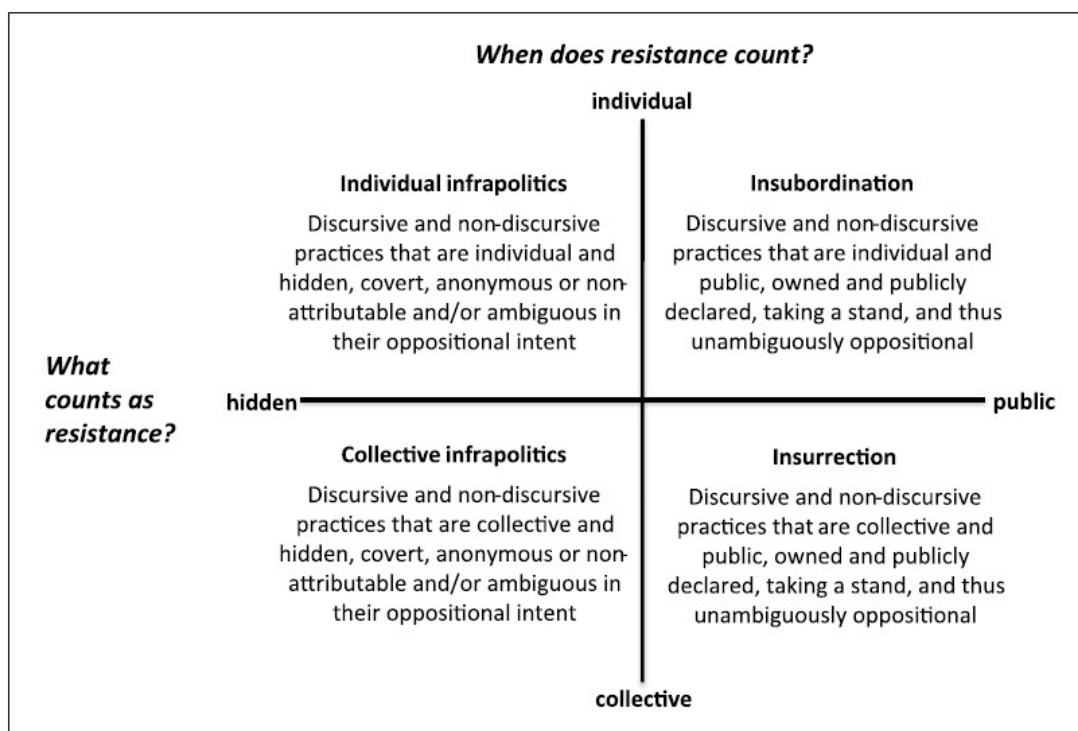 When does resistance count?
individual
Individual infrapolitics
Discursive and non-discursive
practices that are individual and
hidden, covert, anonymous or non-
attributable and/or ambiguous in
their oppositional intent
Insubordination
Discursive and non-discursive
practices that are individual and
public, owned and publicly
declared, taking a stand, and thus
unambiguously oppositional
What
counts as
resistance?
hidden
public
Collective infrapolitics
Discursive and non-discursive
practices that are collective and
hidden, covert, anonymous or non-
attributable and/or ambiguous in
their oppositional intent
Insurrection
Discursive and non-discursive
practices that are collective and
public, owned and publicly
declared, taking a stand, and thus
unambiguously oppositional
collective